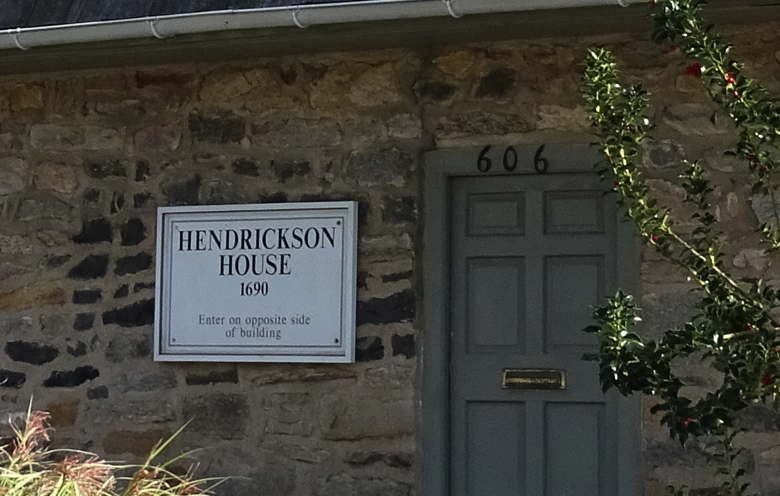 606
HENDRICKSON
HOUSE
1690
Enter on opposite side
of building